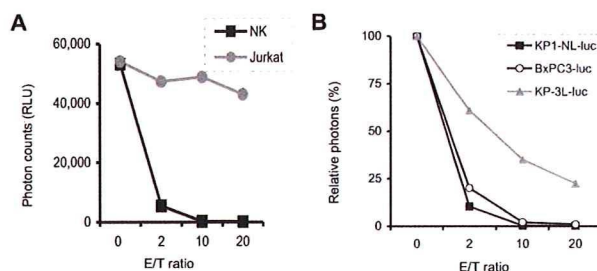 A
NK
Jurkat
Photon counts (RLU)
60,000
40,000
20,000
0
0 2 10 20
E/T ratio
B
KP1-NL-luc
BxPC3-luc
KP-3L-luc
Relative photons (%)
100
75
50
25
0
0 2 10 20
E/T ratio